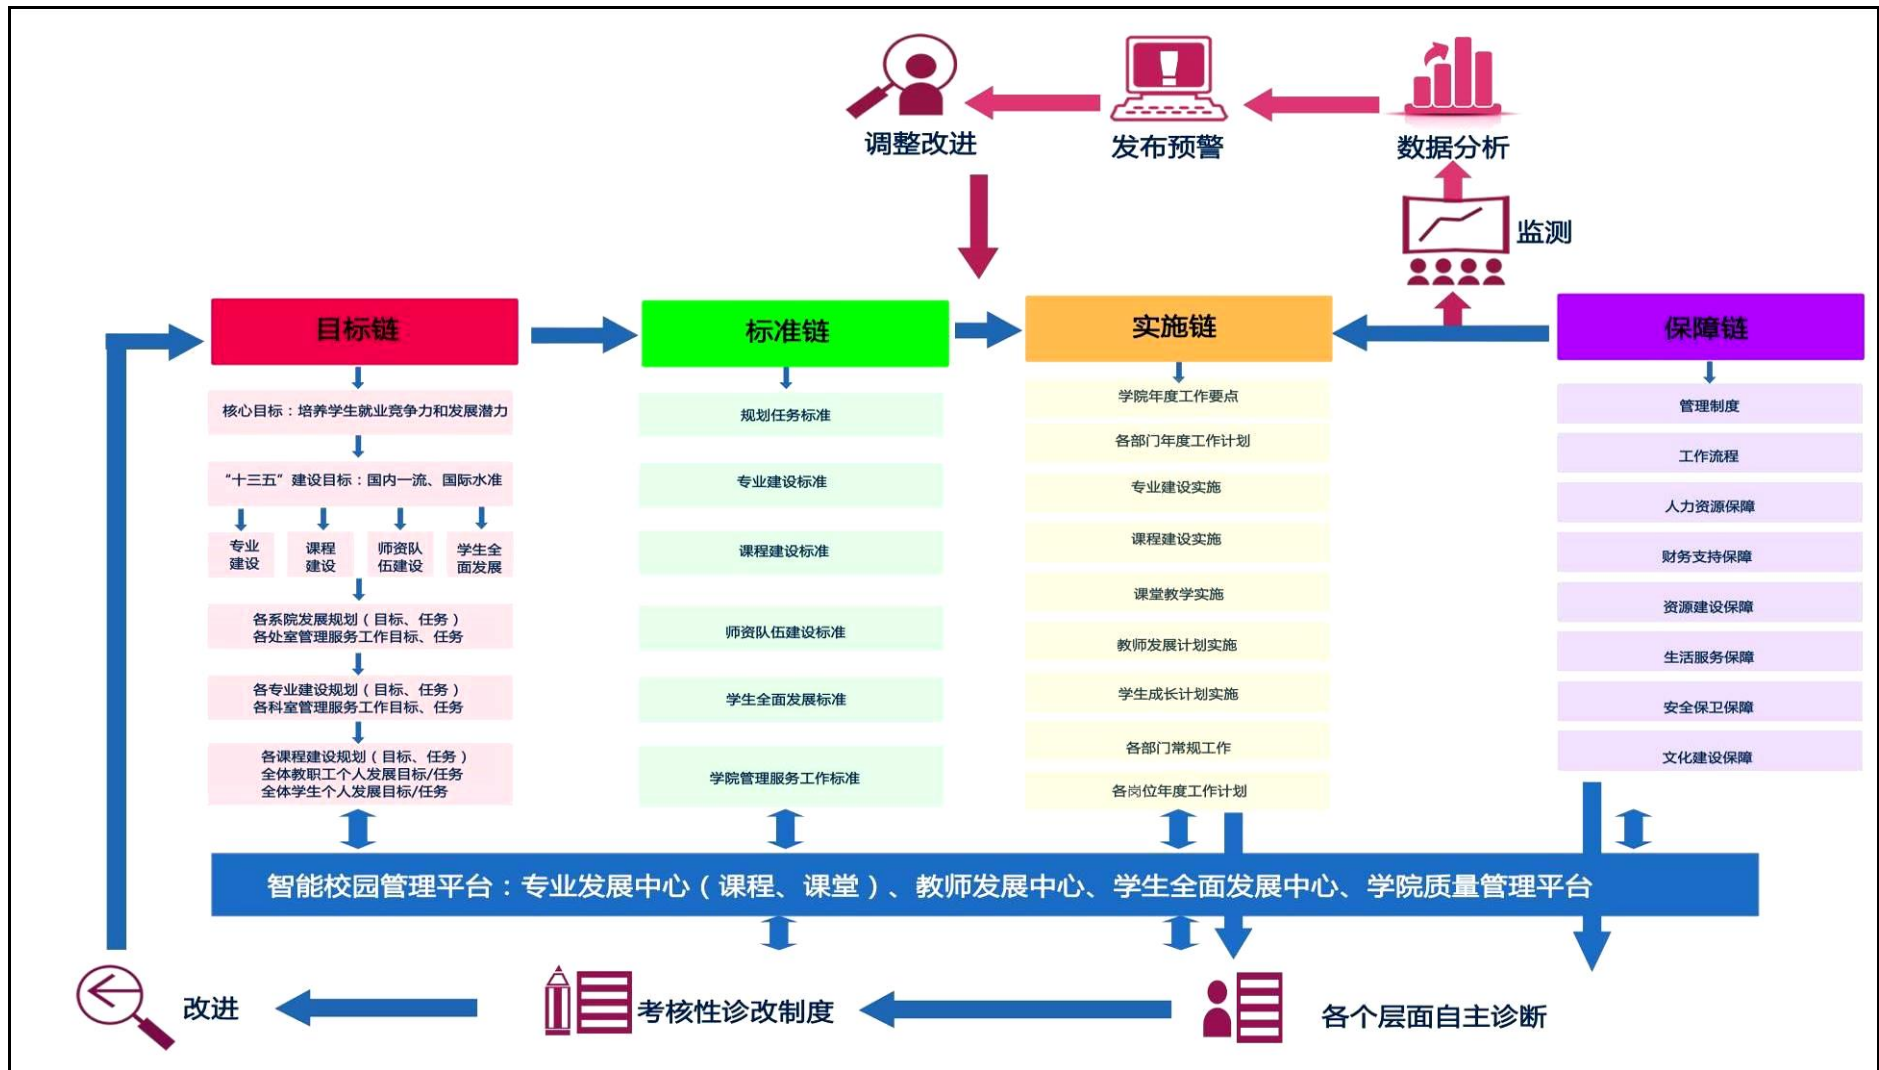 调整改进
发布预警
数据分析
监测
目标链
核心目标：培养学生就业竞争力和发展潜力
“十三五”建设目标：国内一流、国际水准
专业
建设
课程
建设
师资队
伍建设
学生全
面发展
各系院发展规划（目标、任务）
各处室管理服务工作目标、任务
各专业建设规划（目标、任务）
各科室管理服务工作目标、任务
各课程建设规划（目标、任务）
全体教职工个人发展目标/任务
全体学生个人发展目标/任务
标准链
规划任务标准
专业建设标准
课程建设标准
师资队伍建设标准
学生全面发展标准
学院管理服务工作标准
实施链
学院年度工作要点
各部门年度工作计划
专业建设实施
课程建设实施
课堂教学实施
教师发展计划实施
学生成长计划实施
各部门常规工作
各岗位年度工作计划
保障链
管理制度
工作流程
人力资源保障
财务支持保障
资源建设保障
生活服务保障
安全保卫保障
文化建设保障
智能校园管理平台：专业发展中心（课程、课堂）、教师发展中心、学生全面发展中心、学院质量管理平台
改进
考核性诊改制度
各个层面自主诊断